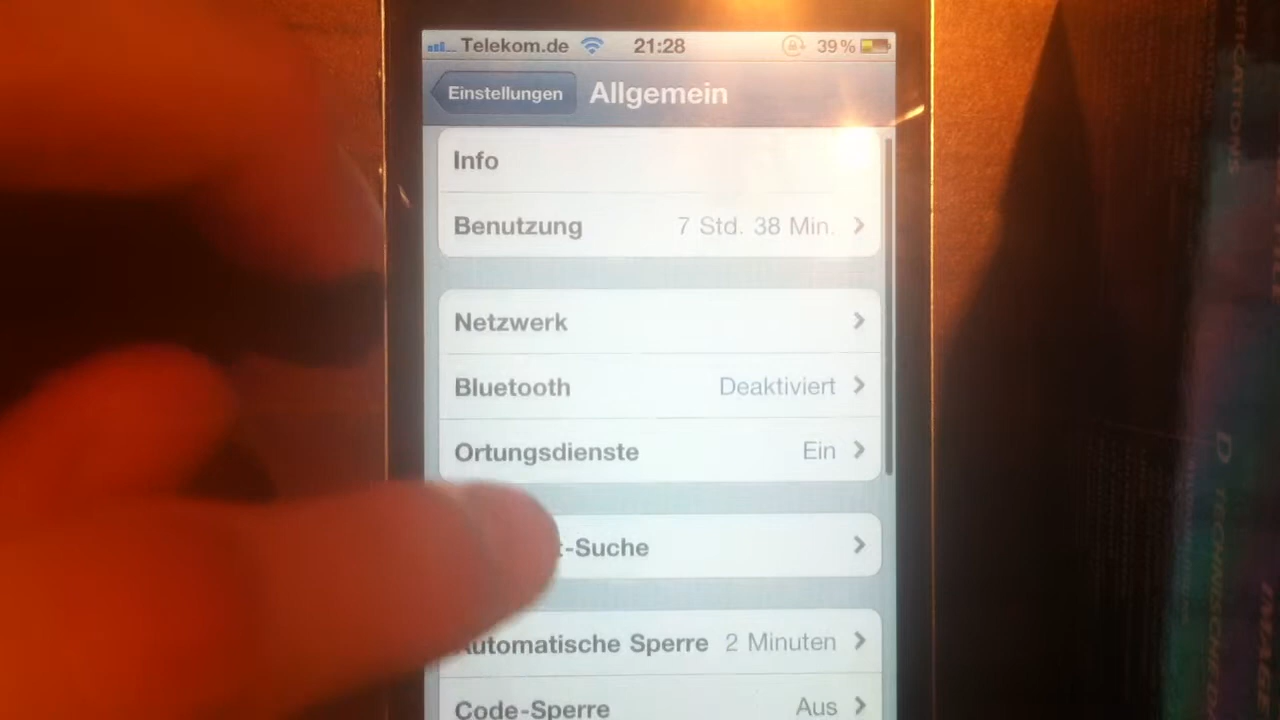 Telekom.de 21:28 39%
Einstellungen Allgemein
Info
Benutzung 7 Std. 38 Min.
Netzwerk
Bluetooth Deaktiviert
Ortungsdienste Ein
-Suche
Automatische Sperre 2 Minuten
Code-Sperre Aus